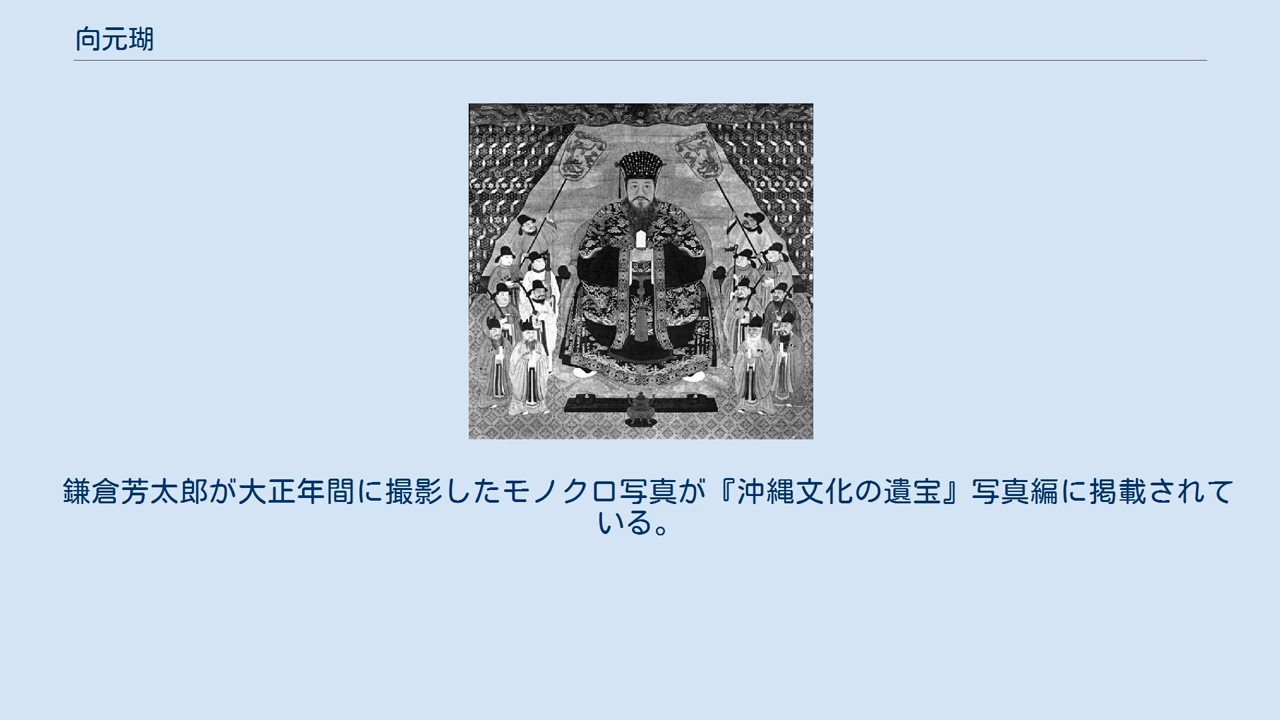 向元瑚
鎌倉芳太郎が大正年間に撮影したモノクロ写真が『沖縄文化の遺宝』写真編に掲載されて
いる。